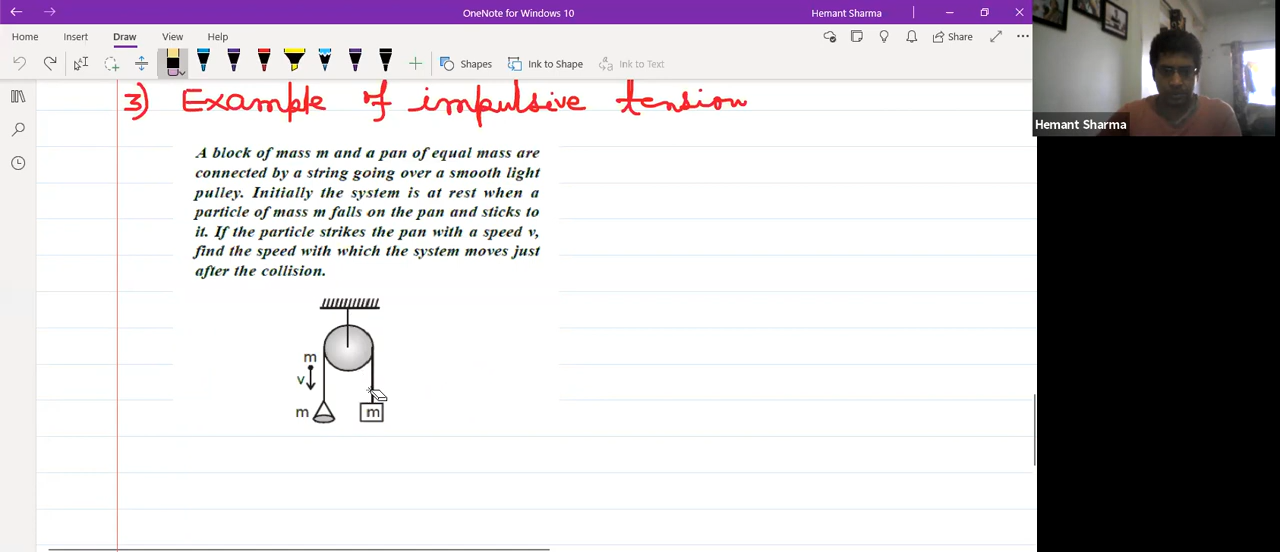 OneNote for Windows 10
Hemant Sharma
Home Insert Draw View Help
Share
Shapes Ink to Shape Ink to Text
3) Example of impulsive tension
Hemant Sharma
A block of mass m and a pan of equal mass are
connected by a string going over a smooth light
pulley. Initially the system is at rest when a
particle of mass m falls on the pan and sticks to
it. If the particle strikes the pan with a speed v,
find the speed with which the system moves just
after the collision.
m
v
m m